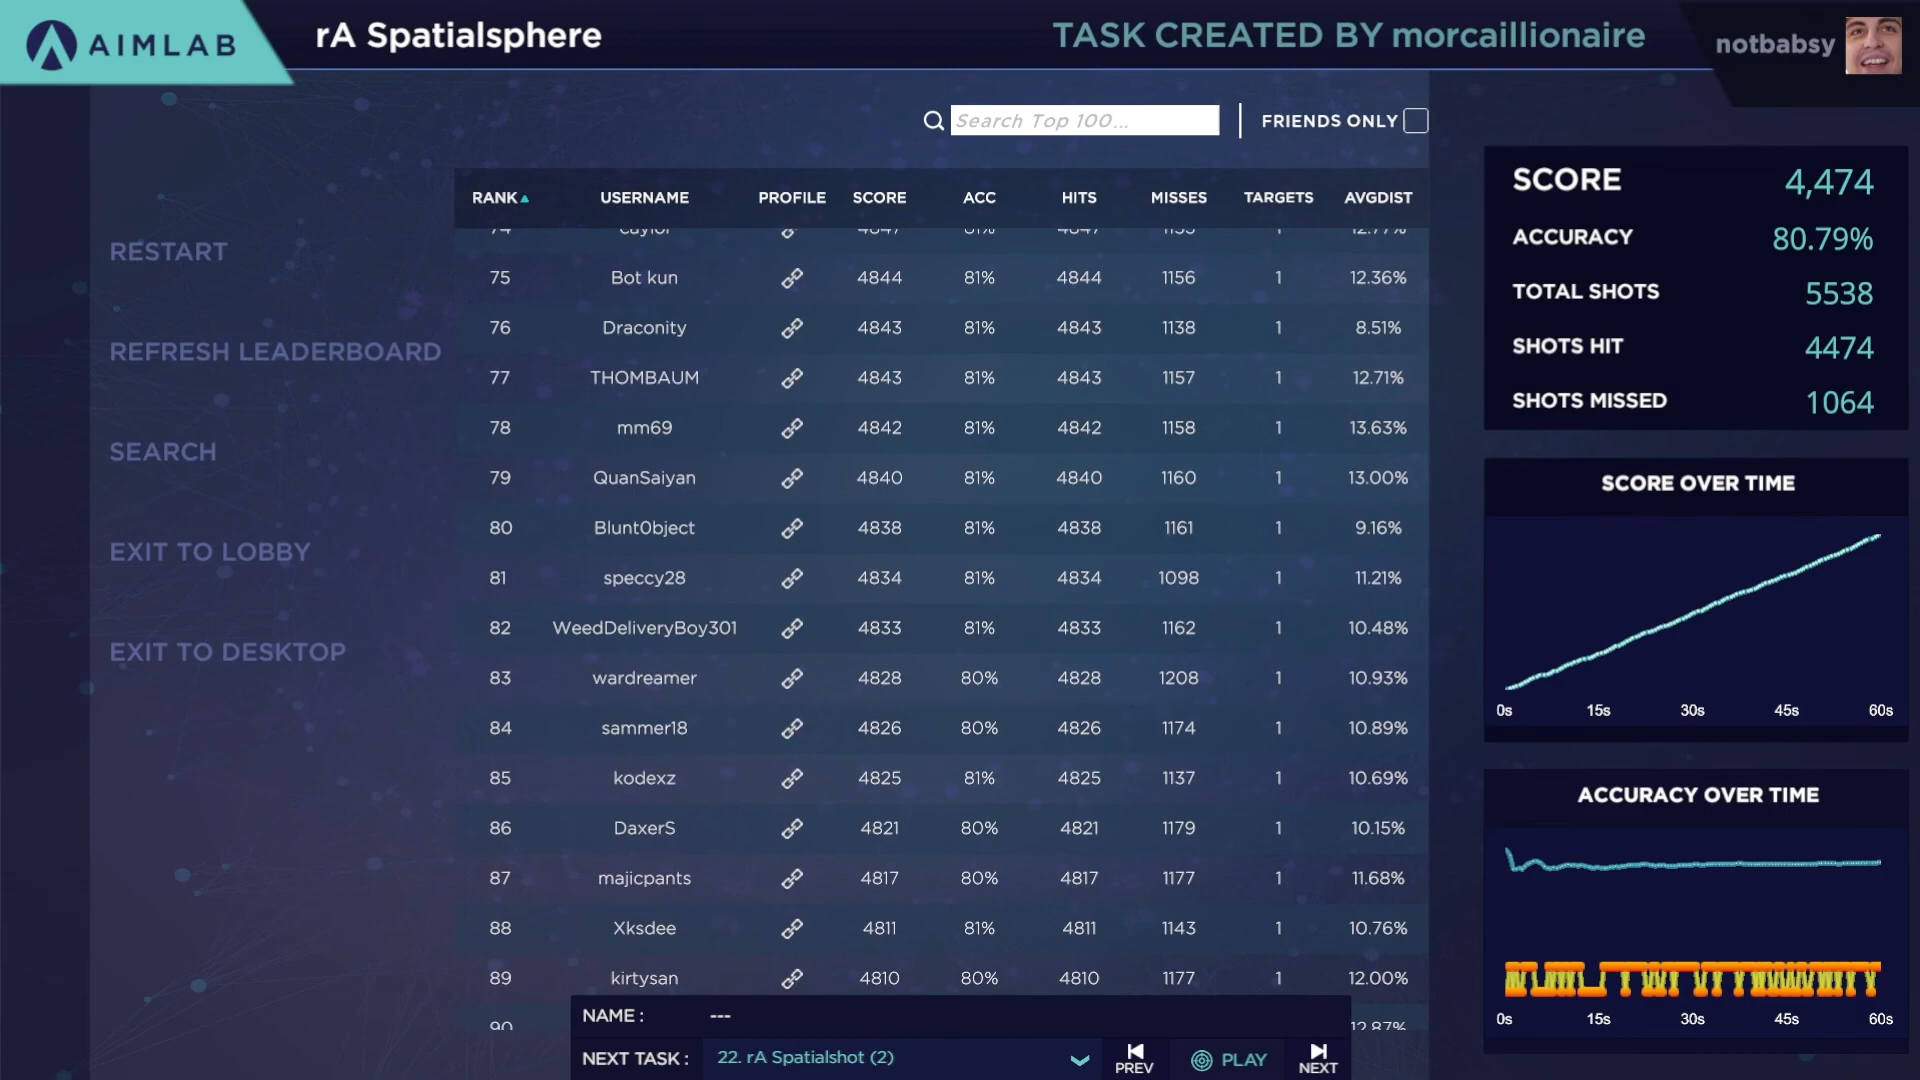 AIMLAB
rA Spatialsphere
TASK CREATED BY morcaillionaire
notbabsy
Search Top 100...
FRIENDS ONLY
RANK USERNAME PROFILE SCORE ACC HITS MISSES TARGETS AVGDIST
75 Bot kun 4844 81% 4844 1156 1 12.36%
76 Draconity 4843 81% 4843 1138 1 8.51%
77 THOMBAUM 4843 81% 4843 1157 1 12.71%
78 mm69 4842 81% 4842 1158 1 13.63%
79 QuanSaiyan 4840 81% 4840 1160 1 13.00%
80 Blunt0bject 4838 81% 4838 1161 1 9.16%
81 speccy28 4834 81% 4834 1098 1 11.21%
82 WeedDeliveryBoy301 4833 81% 4833 1162 1 10.48%
83 wardreamer 4828 80% 4828 1208 1 10.93%
84 sammer18 4826 80% 4826 1174 1 10.89%
85 kodexz 4825 81% 4825 1137 1 10.69%
86 DaxerS 4821 80% 4821 1179 1 10.15%
87 majicpants 4817 80% 4817 1177 1 11.68%
88 Xksdee 4811 81% 4811 1143 1 10.76%
89 kirtysan 4810 80% 4810 1177 1 12.00%
90 12.87%
RESTART
REFRESH LEADERBOARD
SEARCH
EXIT TO LOBBY
EXIT TO DESKTOP
NAME : ---
NEXT TASK : 22. rA Spatialshot (2)
PREV
PLAY
NEXT
SCORE 4,474
ACCURACY 80.79%
TOTAL SHOTS 5538
SHOTS HIT 4474
SHOTS MISSED 1064
SCORE OVER TIME
0s 15s 30s 45s 60s
ACCURACY OVER TIME
0s 15s 30s 45s 60s